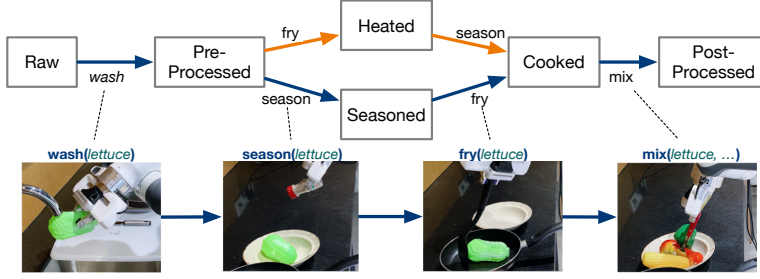 fry
Heated
season
Raw
wash
Pre-
Processed
Cooked
mix
Post-
Processed
season
Seasoned
fry
wash(lettuce)
season(lettuce)
fry(lettuce)
mix(lettuce, ...)